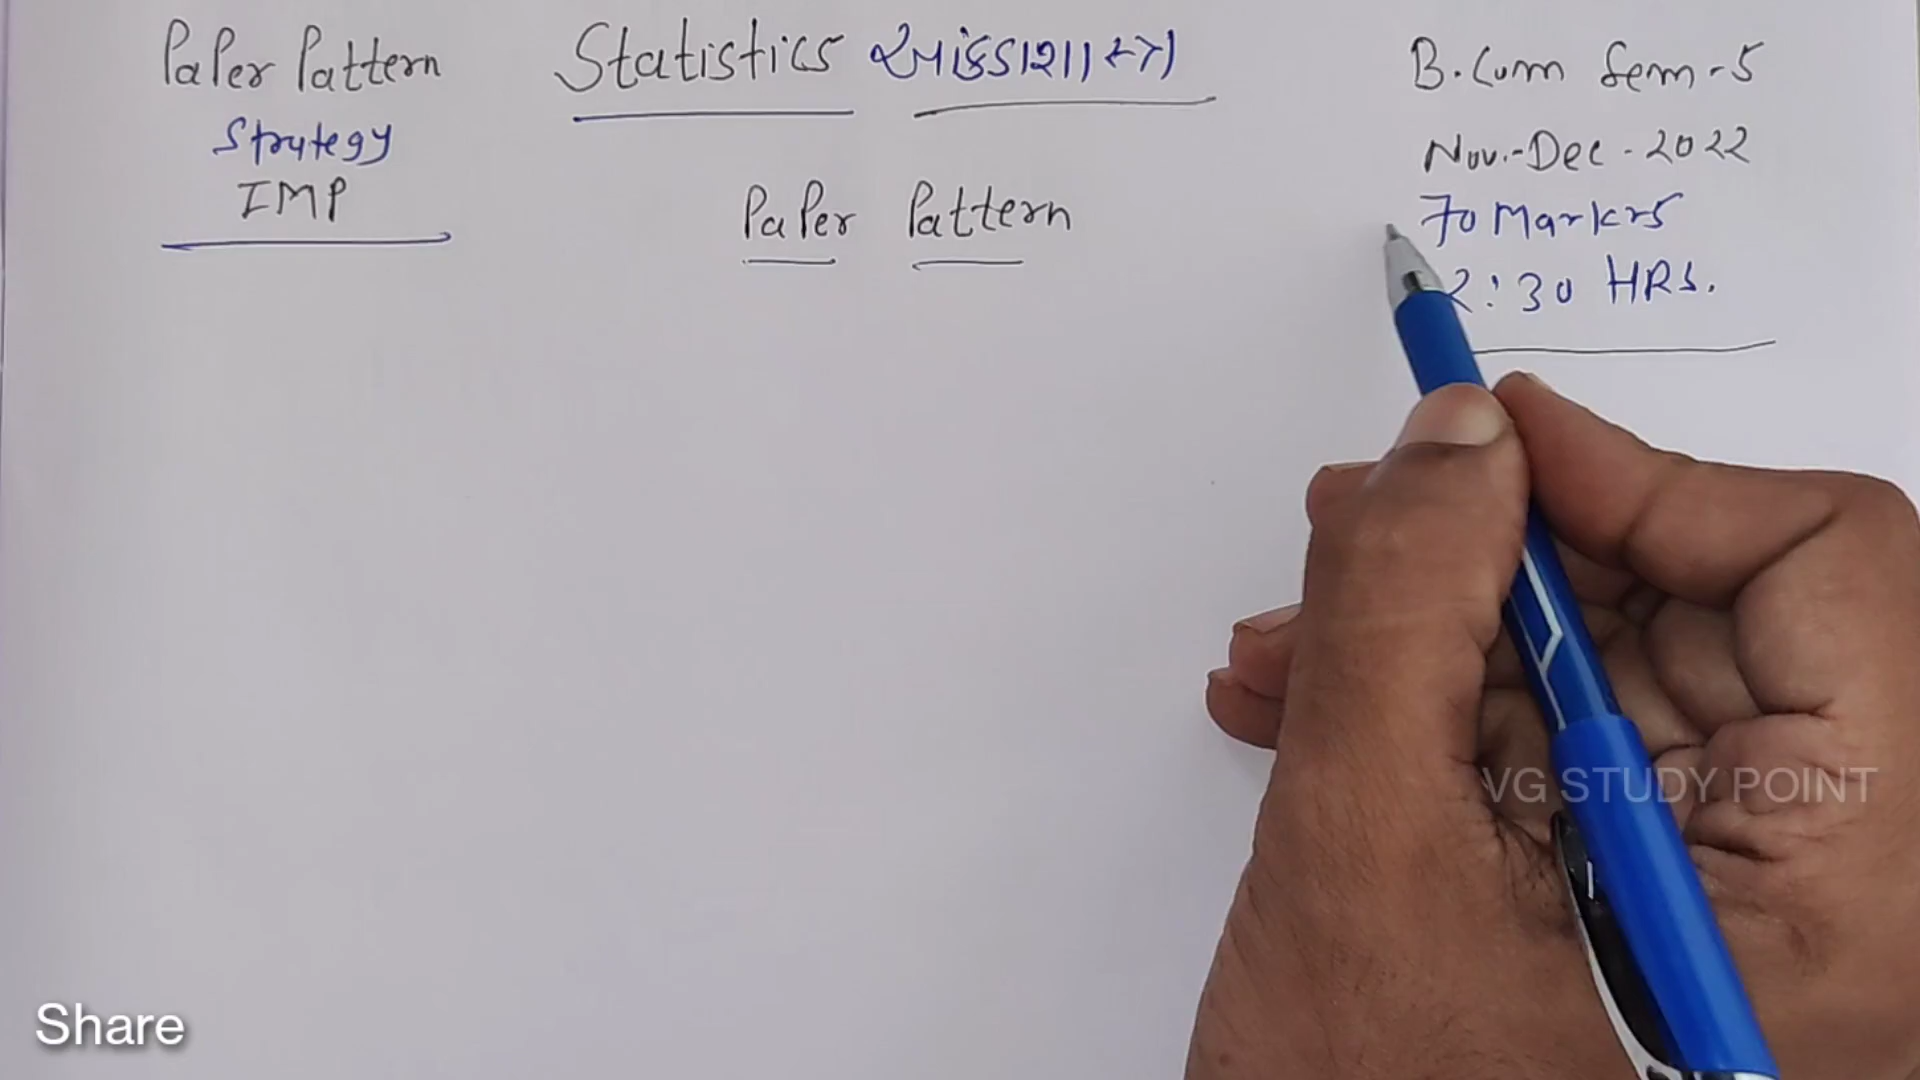 Paper Pattern
Strategy
IMP
Statistics આંકડાશાસ્ત્ર
Paper Pattern
B.Com Sem-5
Nov.-Dec-2022
70 Marks
2:30 HRS.
VG STUDY POINT
Share